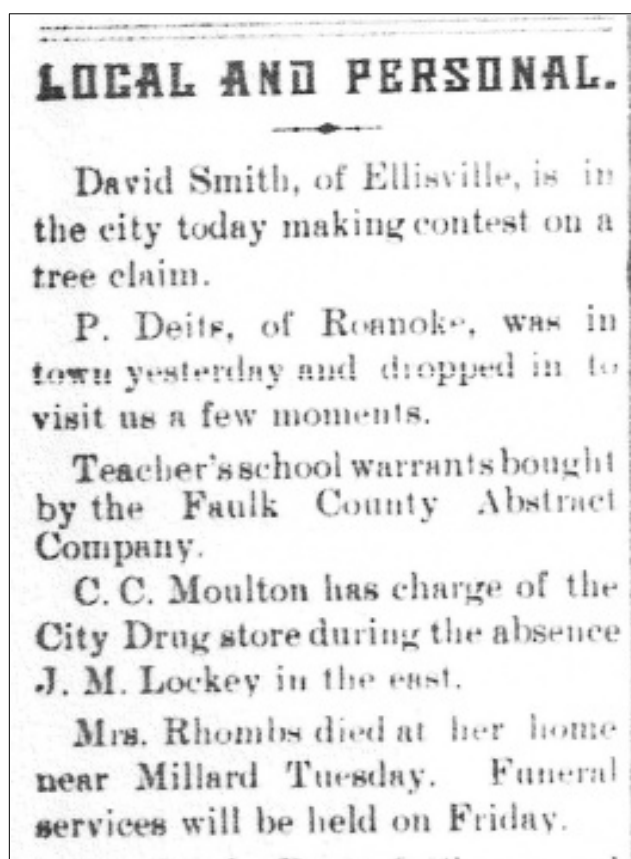 LOCAL AND PERSONAL.
David Smith, of Ellisville, is in
the city today making contest on a
tree claim.
P. Deits, of Roanoke, was in
town yesterday and dropped in to
visit us a few moments.
Teacher's school warrants bought
by the Faulk County Abstract
Company.
C. C. Moulton has charge of the
City Drug store during the absence
J. M. Lockey in the east.
Mrs. Rhombs died at her home
near Millard Tuesday. Funeral
services will be held on Friday.